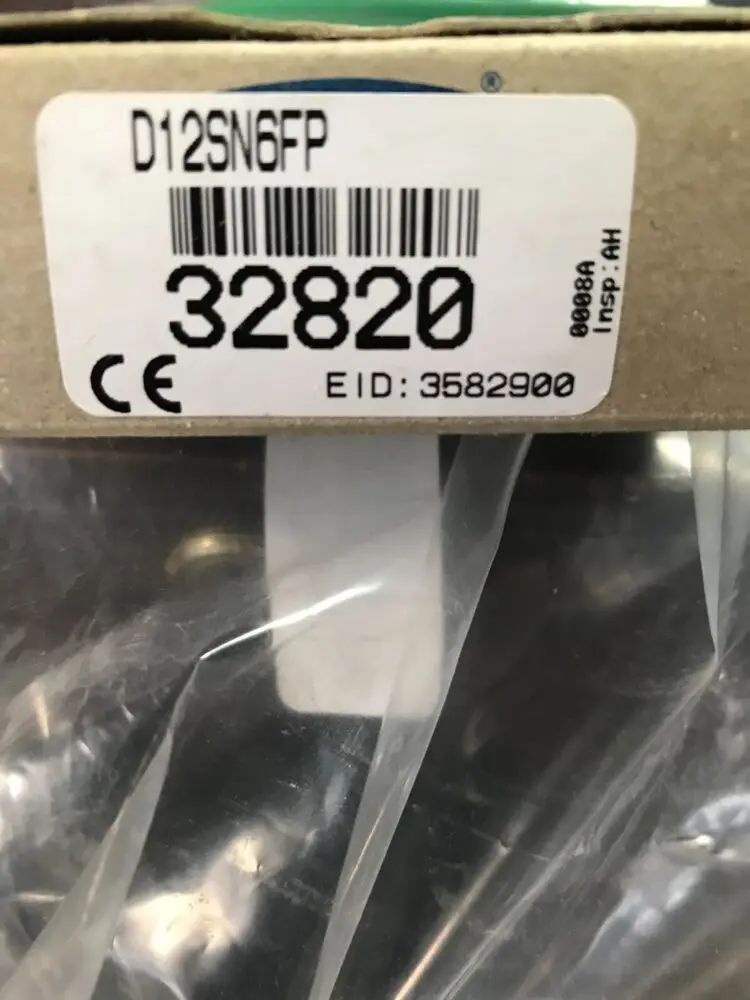 ®
D12SN6FP
32820
0008A
Insp:AH
CE
EID:3582900